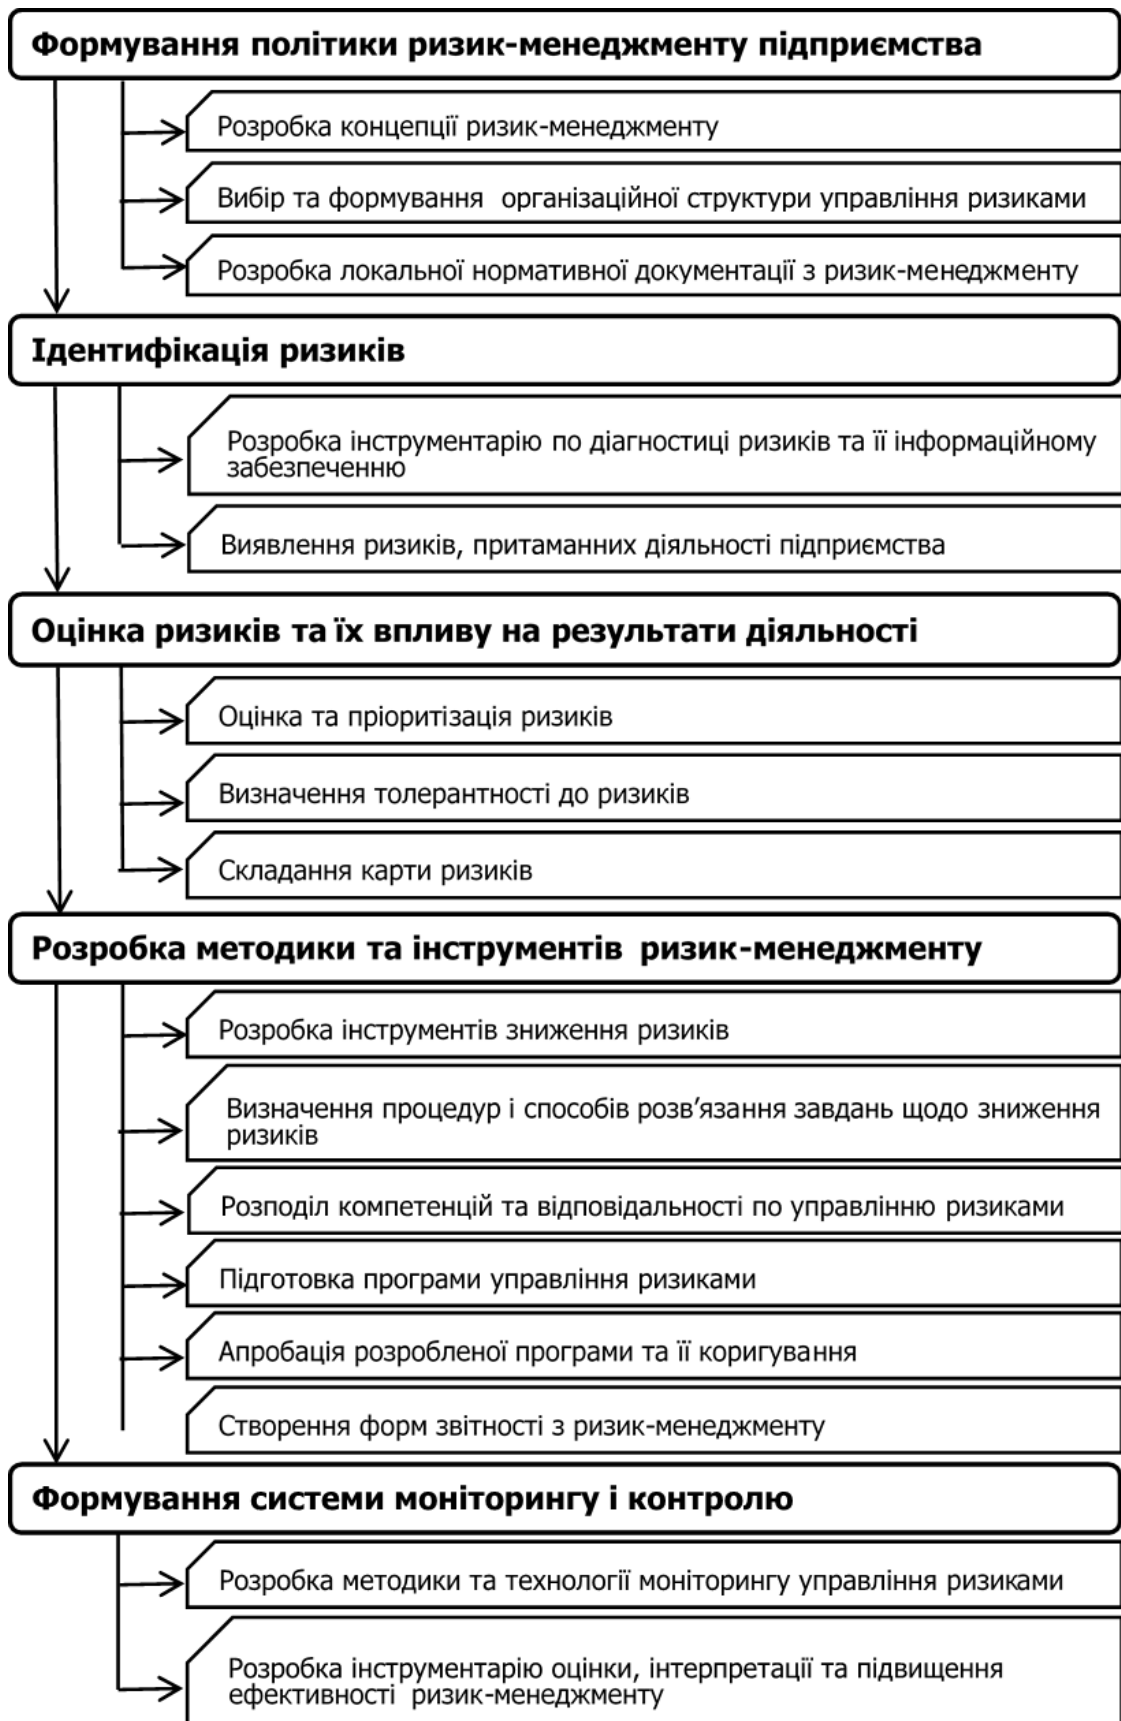 Формування політики ризик-менеджменту підприємства
Розробка концепції ризик-менеджменту
Вибір та формування  організаційної структури управління ризиками
Розробка локальної нормативної документації з ризик-менеджменту
Ідентифікація ризиків
Розробка інструментарію по діагностиці ризиків та її інформаційному
забезпеченню
Виявлення ризиків, притаманних діяльності підприємства
Оцінка ризиків та їх впливу на результати діяльності
Оцінка та пріоритізація ризиків
Визначення толерантності до ризиків
Складання карти ризиків
Розробка методики та інструментів  ризик-менеджменту
Розробка інструментів зниження ризиків
Визначення процедур і способів розв’язання завдань щодо зниження
ризиків
Розподіл компетенцій та відповідальності по управлінню ризиками
Підготовка програми управління ризиками
Апробація розробленої програми та її коригування
Створення форм звітності з ризик-менеджменту
Формування системи моніторингу і контролю
Розробка методики та технології моніторингу управління ризиками
Розробка інструментарію оцінки, інтерпретації та підвищення
ефективності  ризик-менеджменту